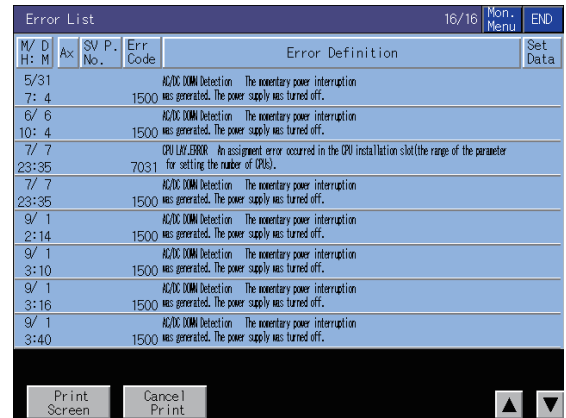 Error List 16/16 Mon. Menu END
M/ D H: M Ax SV P. No. Err Code Error Definition Set Data
5/31 AC/DC DOWN Detection The momentary power interruption
7: 4 1500 was generated. The power supply was turned off.
6/ 6 AC/DC DOWN Detection The momentary power interruption
10: 4 1500 was generated. The power supply was turned off.
7/ 7 CPU LAY.ERROR An assignment error occurred in the CPU installation slot(the range of the parameter
23:35 7031 for setting the number of CPUs).
7/ 7 AC/DC DOWN Detection The momentary power interruption
23:35 1500 was generated. The power supply was turned off.
9/ 1 AC/DC DOWN Detection The momentary power interruption
2:14 1500 was generated. The power supply was turned off.
9/ 1 AC/DC DOWN Detection The momentary power interruption
3:10 1500 was generated. The power supply was turned off.
9/ 1 AC/DC DOWN Detection The momentary power interruption
3:16 1500 was generated. The power supply was turned off.
9/ 1 AC/DC DOWN Detection The momentary power interruption
3:40 1500 was generated. The power supply was turned off.
Print Screen Cancel Print